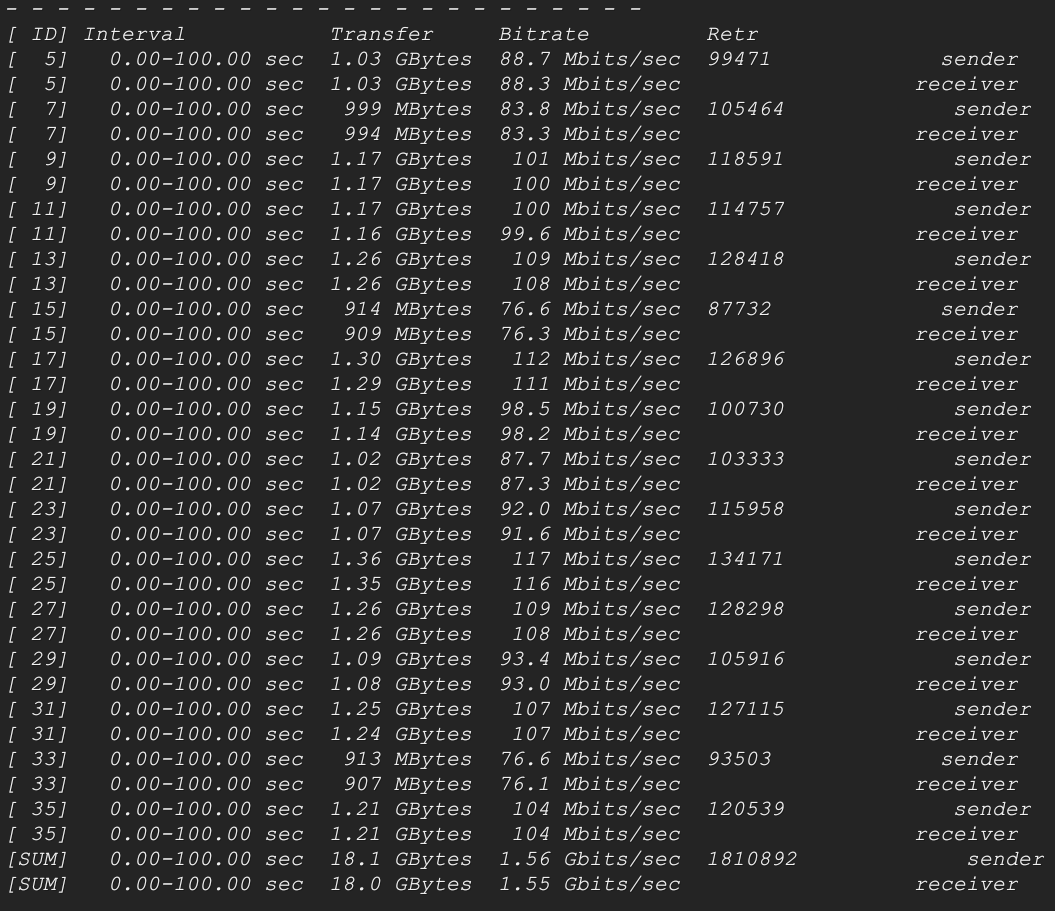 - - - - - - - - - - - - - - - - - - - - - - - - -
[ ID] Interval           Transfer     Bitrate         Retr
[  5]   0.00-100.00 sec  1.03 GBytes  88.7 Mbits/sec  99471             sender
[  5]   0.00-100.00 sec  1.03 GBytes  88.3 Mbits/sec                  receiver
[  7]   0.00-100.00 sec   999 MBytes  83.8 Mbits/sec  105464             sender
[  7]   0.00-100.00 sec   994 MBytes  83.3 Mbits/sec                  receiver
[  9]   0.00-100.00 sec  1.17 GBytes   101 Mbits/sec  118591             sender
[  9]   0.00-100.00 sec  1.17 GBytes   100 Mbits/sec                  receiver
[ 11]   0.00-100.00 sec  1.17 GBytes   100 Mbits/sec  114757             sender
[ 11]   0.00-100.00 sec  1.16 GBytes  99.6 Mbits/sec                  receiver
[ 13]   0.00-100.00 sec  1.26 GBytes   109 Mbits/sec  128418             sender
[ 13]   0.00-100.00 sec  1.26 GBytes   108 Mbits/sec                  receiver
[ 15]   0.00-100.00 sec   914 MBytes  76.6 Mbits/sec  87732             sender
[ 15]   0.00-100.00 sec   909 MBytes  76.3 Mbits/sec                  receiver
[ 17]   0.00-100.00 sec  1.30 GBytes   112 Mbits/sec  126896             sender
[ 17]   0.00-100.00 sec  1.29 GBytes   111 Mbits/sec                  receiver
[ 19]   0.00-100.00 sec  1.15 GBytes  98.5 Mbits/sec  100730             sender
[ 19]   0.00-100.00 sec  1.14 GBytes  98.2 Mbits/sec                  receiver
[ 21]   0.00-100.00 sec  1.02 GBytes  87.7 Mbits/sec  103333             sender
[ 21]   0.00-100.00 sec  1.02 GBytes  87.3 Mbits/sec                  receiver
[ 23]   0.00-100.00 sec  1.07 GBytes  92.0 Mbits/sec  115958             sender
[ 23]   0.00-100.00 sec  1.07 GBytes  91.6 Mbits/sec                  receiver
[ 25]   0.00-100.00 sec  1.36 GBytes   117 Mbits/sec  134171             sender
[ 25]   0.00-100.00 sec  1.35 GBytes   116 Mbits/sec                  receiver
[ 27]   0.00-100.00 sec  1.26 GBytes   109 Mbits/sec  128298             sender
[ 27]   0.00-100.00 sec  1.26 GBytes   108 Mbits/sec                  receiver
[ 29]   0.00-100.00 sec  1.09 GBytes  93.4 Mbits/sec  105916             sender
[ 29]   0.00-100.00 sec  1.08 GBytes  93.0 Mbits/sec                  receiver
[ 31]   0.00-100.00 sec  1.25 GBytes   107 Mbits/sec  127115             sender
[ 31]   0.00-100.00 sec  1.24 GBytes   107 Mbits/sec                  receiver
[ 33]   0.00-100.00 sec   913 MBytes  76.6 Mbits/sec  93503             sender
[ 33]   0.00-100.00 sec   907 MBytes  76.1 Mbits/sec                  receiver
[ 35]   0.00-100.00 sec  1.21 GBytes   104 Mbits/sec  120539             sender
[ 35]   0.00-100.00 sec  1.21 GBytes   104 Mbits/sec                  receiver
[SUM]   0.00-100.00 sec  18.1 GBytes  1.56 Gbits/sec  1810892             sender
[SUM]   0.00-100.00 sec  18.0 GBytes  1.55 Gbits/sec                  receiver